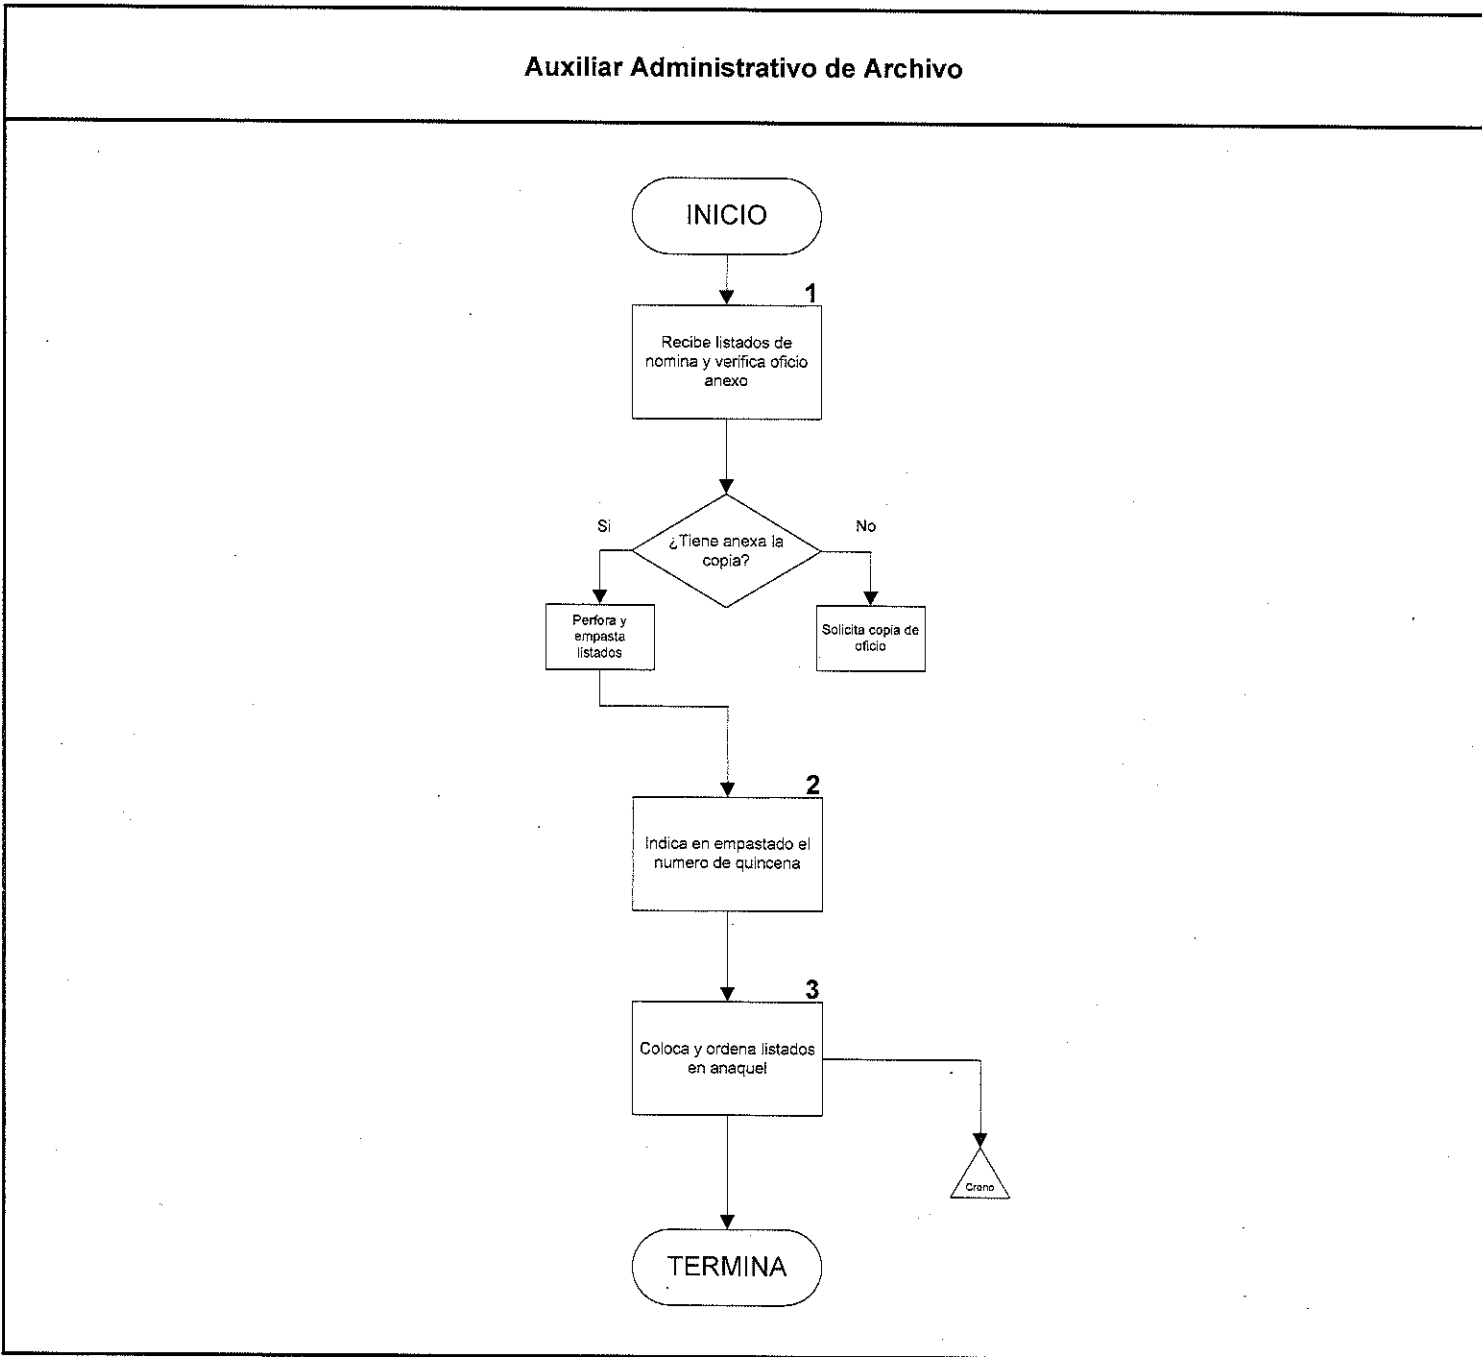 Auxiliar Administrativo de Archivo
INICIO
1
Recibe listados de
nomina y verifica oficio
anexo
Si
¿Tiene anexa la
copia?
No
Perfora y
empasta
listados
Solicita copia de
oficio
2
Indica en empastado el
numero de quincena
3
Coloca y ordena listados
en anaquel
Crono
TERMINA